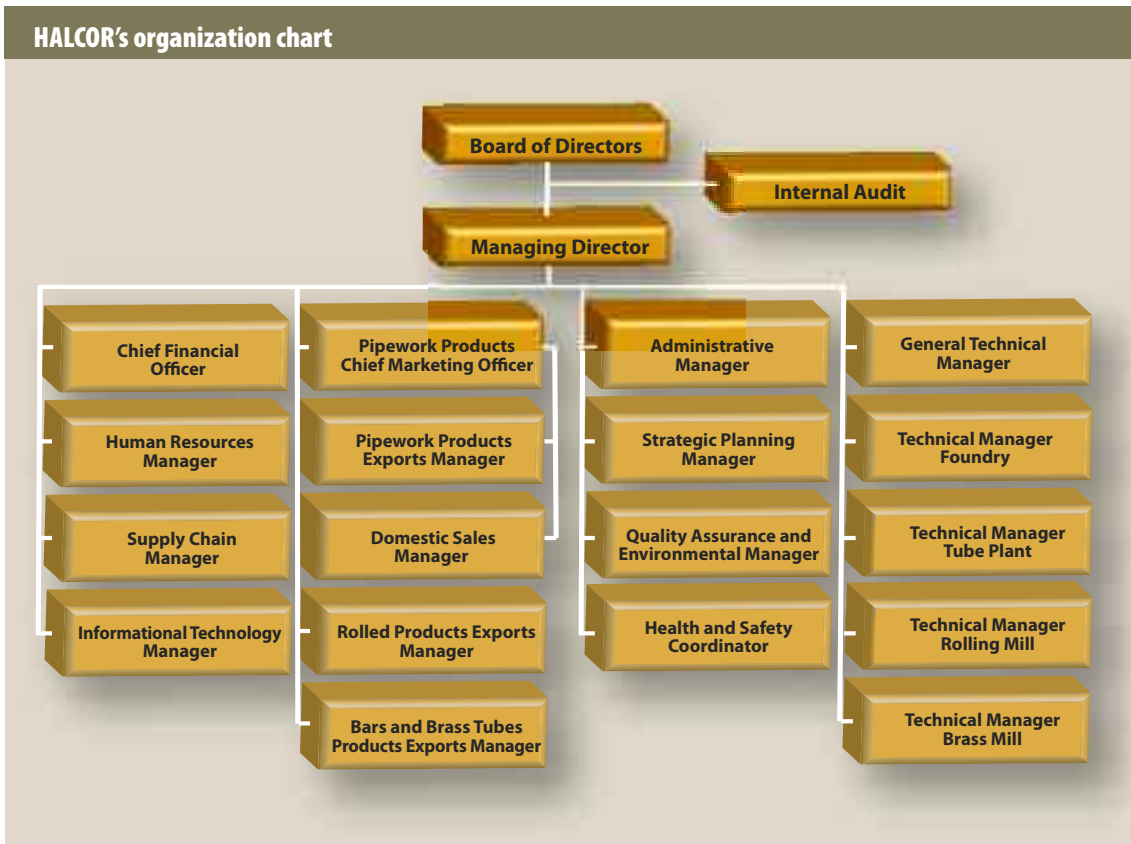 HALCOR's organization chart
Board of Directors
Internal Audit
Managing Director
Chief Financial
Officer
Human Resources
Manager
Supply Chain
Manager
Informational Technology
Manager
Pipework Products
Chief Marketing Officer
Pipework Products
Exports Manager
Domestic Sales
Manager
Rolled Products Exports
Manager
Bars and Brass Tubes
Products Exports Manager
Administrative
Manager
Strategic Planning
Manager
Quality Assurance and
Environmental Manager
Health and Safety
Coordinator
General Technical
Manager
Technical Manager
Foundry
Technical Manager
Tube Plant
Technical Manager
Rolling Mill
Technical Manager
Brass Mill